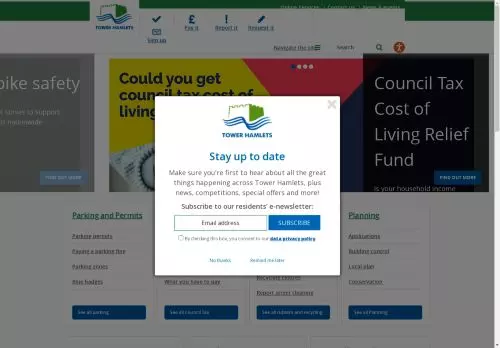 Online Services | Contact us | News & events
TOWER HAMLETS
Sign up
Pay it
Report it
Request it
Navigate the site
Search
bike safety
FIND OUT MORE
Could you get
council tax cost of
living
Council Tax
Cost of
Living Relief
Fund
Is your household income
FIND OUT MORE
TOWER HAMLETS
Stay up to date
Make sure you're first to hear about all the great
things happening across Tower Hamlets, plus
news, competitions, special offers and more!
Subscribe to our residents' e-newsletter:
Email address
SUBSCRIBE
By checking this box, you consent to our data privacy policy.
No thanks
Remind me later
Parking and Permits
Parking permits
Paying a parking fine
Parking zones
Blue badges
See all parking
What you have to pay
See all Council Tax
Recycling centres
Report street cleaning
See all rubbish and recycling
Planning
Applications
Building control
Local plan
Conservation
See all Planning